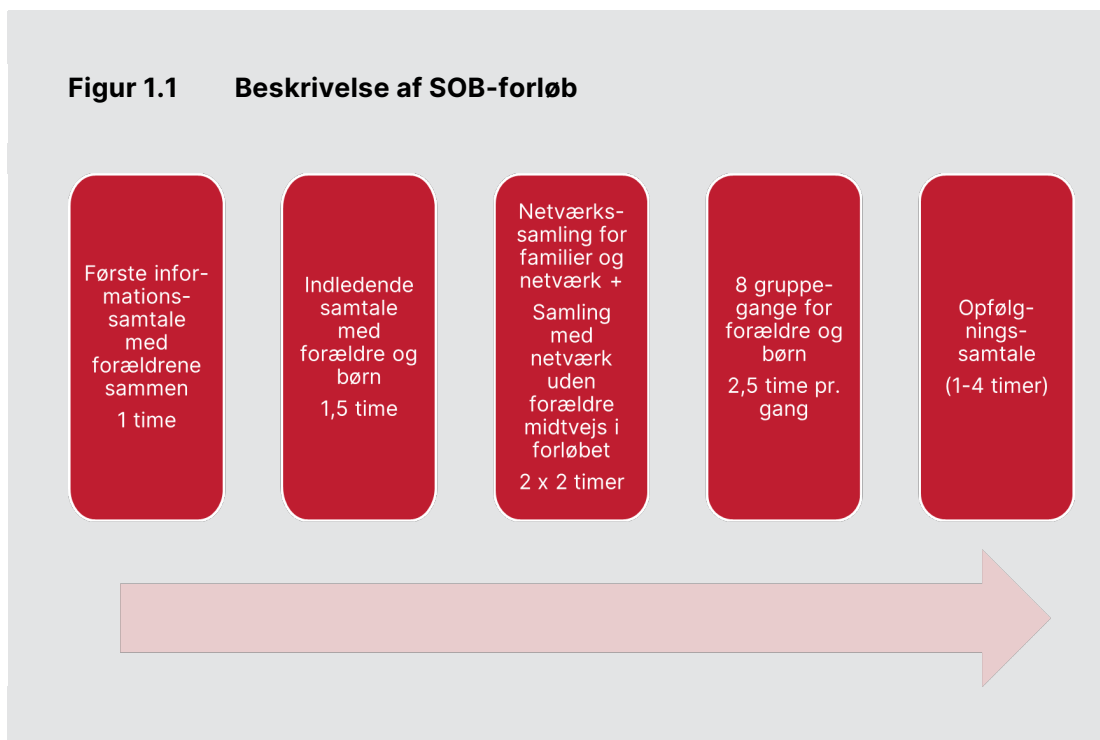 Figur 1.1 Beskrivelse af SOB-forløb
Første infor-
mations-
samtale
med
forældrene
sammen
1 time
Indledende
samtale
med
forældre og
børn
1,5 time
Netværks-
samling for
familier og
netværk +
Samling
med
netværk
uden
forældre
midtvejs i
forløbet
2 x 2 timer
8 gruppe-
gange for
forældre og
børn
2,5 time pr.
gang
Opfølg-
nings-
samtale
(1-4 timer)